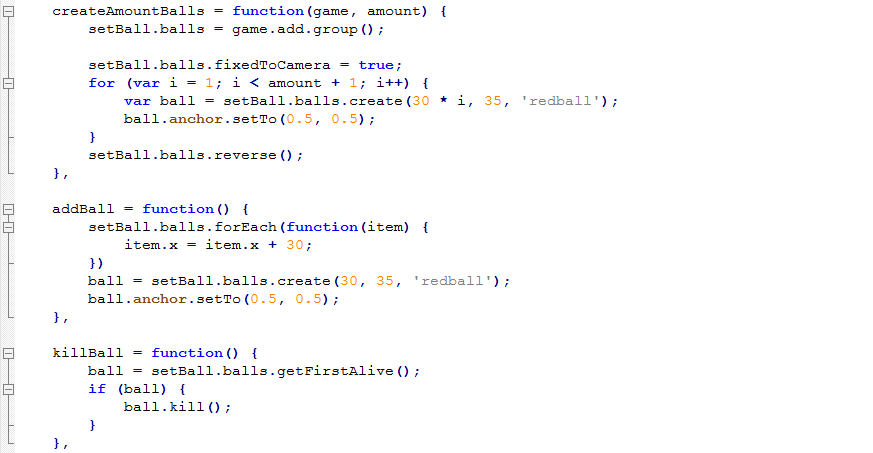 createAmountBalls = function(game, amount) {
setBall.balls = game.add.group();
setBall.balls.fixedToCamera = true;
for (var i = 1; i < amount + 1; i++) {
var ball = setBall.balls.create(30 * i, 35, 'redball');
ball.anchor.setTo(0.5, 0.5);
}
setBall.balls.reverse();
},
addBall = function() {
setBall.balls.forEach(function(item) {
item.x = item.x + 30;
})
ball = setBall.balls.create(30, 35, 'redball');
ball.anchor.setTo(0.5, 0.5);
},
killBall = function() {
ball = setBall.balls.getFirstAlive();
if (ball) {
ball.kill();
}
},